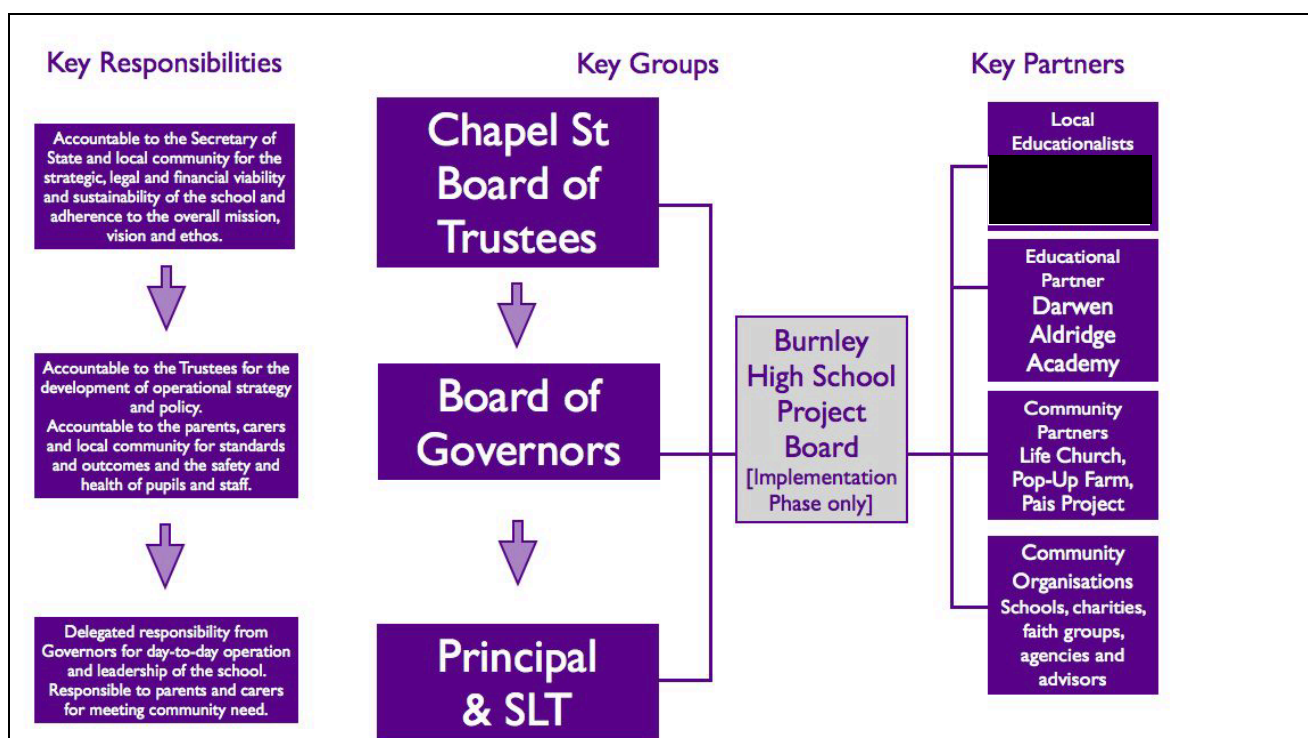 Key Responsibilities
Accountable to the Secretary of
State and local community for the
strategic, legal and financial viability
and sustainability of the school and
adherence to the overall mission,
vision and ethos.
Accountable to the Trustees for the
development of operational strategy
and policy.
Accountable to the parents, carers
and local community for standards
and outcomes and the safety and
health of pupils and staff.
Delegated responsibility from
Governors for day-to-day operation
and leadership of the school.
Responsible to parents and carers
for meeting community need.
Key Groups
Chapel St
Board of
Trustees
Board of
Governors
Principal
& SLT
Burnley
High School
Project
Board
[Implementation
Phase only]
Key Partners
Local
Educationalists
Educational
Partner
Darwen
Aldridge
Academy
Community
Partners
Life Church,
Pop-Up Farm,
Pais Project
Community
Organisations
Schools, charities,
faith groups,
agencies and
advisors